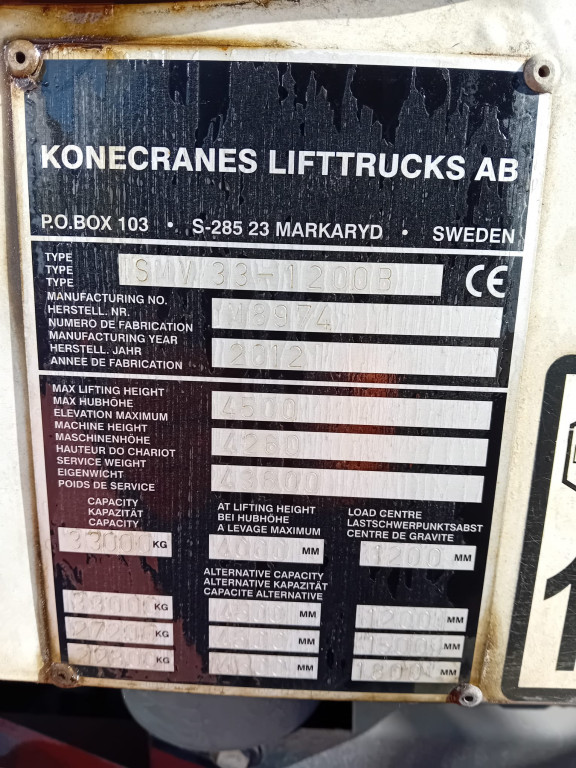 KONECRANES LIFTTRUCKS AB
P.O.BOX 103 • S-285 23 MARKARYD • SWEDEN
TYPE
TYPE SMV 33-1200B CE
TYPE
MANUFACTURING NO.
HERSTELL. NR. V8974
NUMERO DE FABRICATION
MANUFACTURING YEAR
HERSTELL. JAHR 2012
ANNEE DE FABRICATION
MAX LIFTING HEIGHT
MAX HUBHÖHE 4500
ELEVATION MAXIMUM
MACHINE HEIGHT
MASCHINENHÖHE 4280
HAUTEUR DU CHARIOT
SERVICE WEIGHT
EIGENWICHT 43800
POIDS DE SERVICE
CAPACITY AT LIFTING HEIGHT LOAD CENTRE
KAPAZITÄT BEI HUBHÖHE LASTSCHWERPUNKTSABST
CAPACITY A LEVAGE MAXIMUM CENTRE DE GRAVITE
33000 KG MM 1200 MM
ALTERNATIVE CAPACITY
ALTERNATIVE KAPAZITÄT
CAPACITE ALTERNATIVE
KG MM MM
KG MM MM
KG MM MM